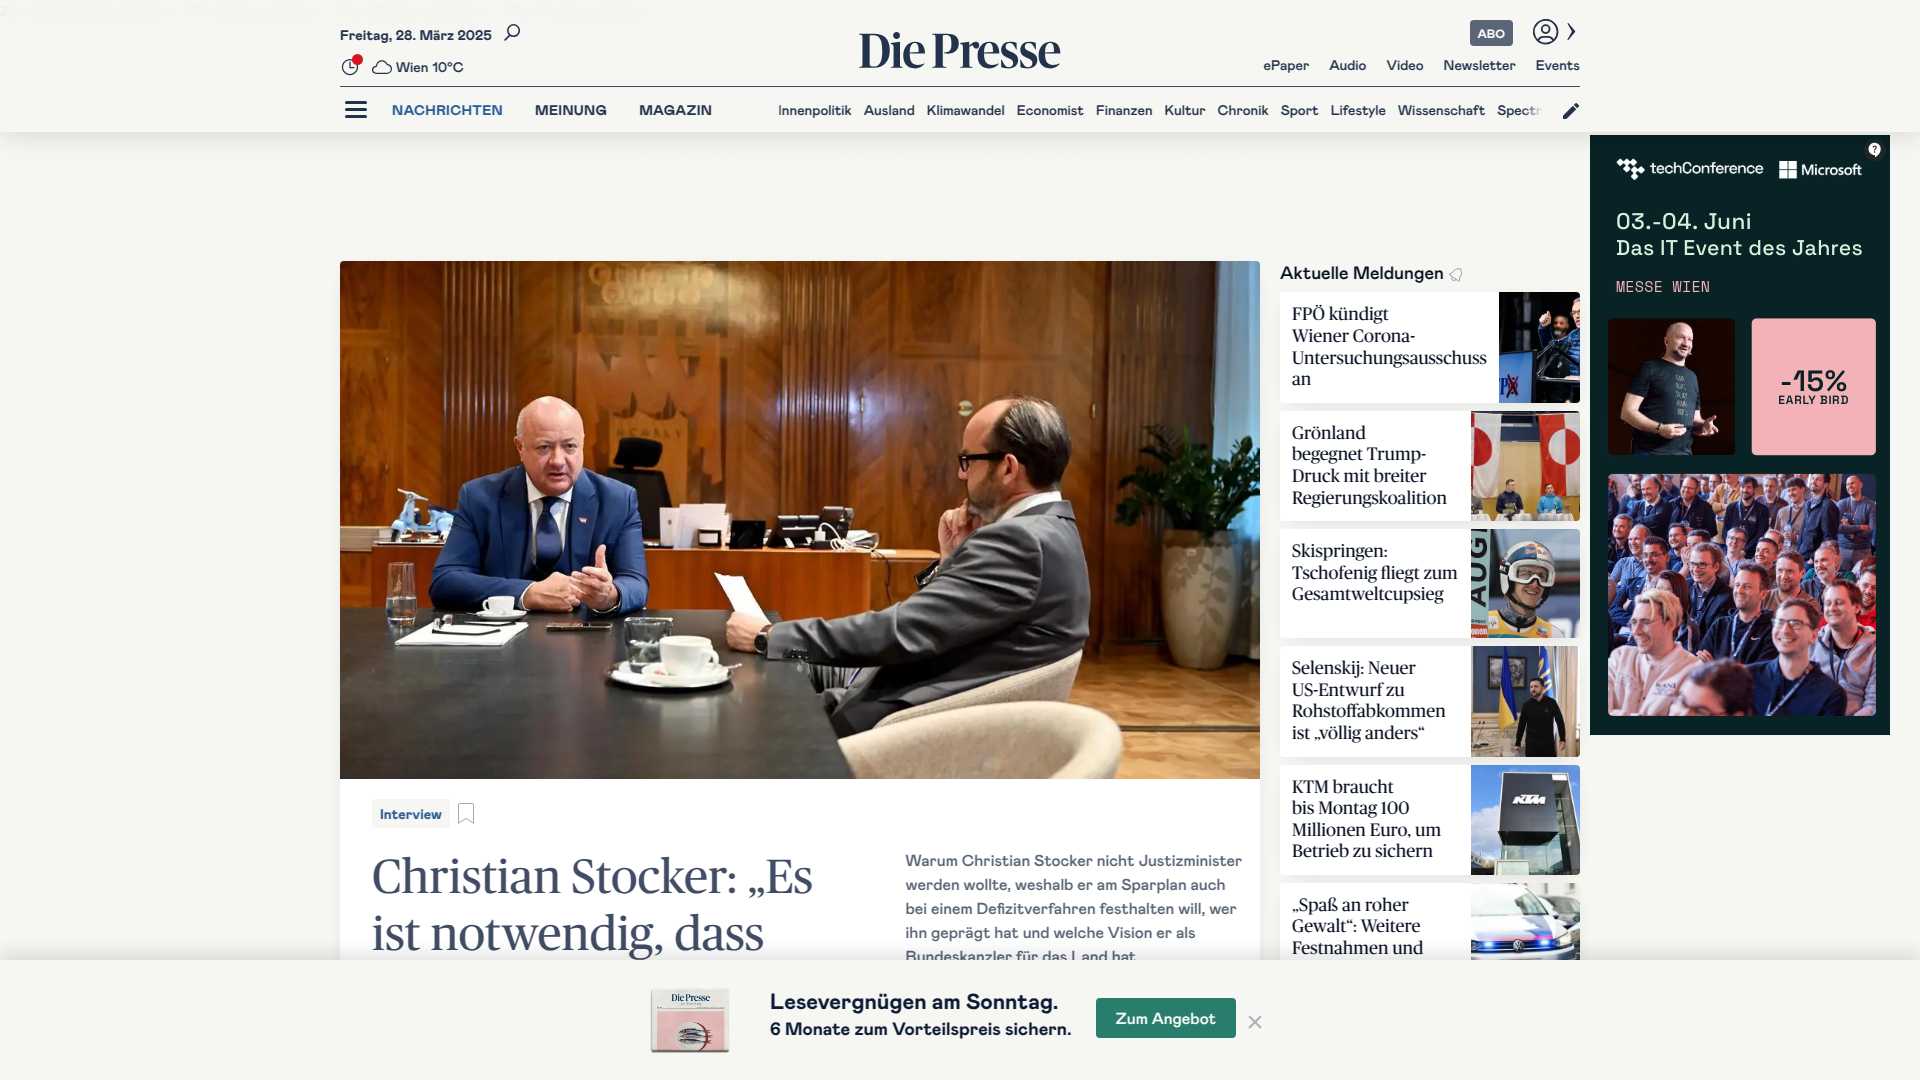 Freitag, 28. März 2025
Wien 10°C
Die Presse
ABO
ePaper Audio Video Newsletter Events
NACHRICHTEN MEINUNG MAGAZIN
Innenpolitik Ausland Klimawandel Economist Finanzen Kultur Chronik Sport Lifestyle Wissenschaft
Interview
Christian Stocker: „Es
ist notwendig, dass
Warum Christian Stocker nicht Justizminister
werden wollte, weshalb er am Sparplan auch
bei einem Defizitverfahren festhalten will, wer
ihn geprägt hat und welche Vision er als
Bundeskanzler für das Land hat
Aktuelle Meldungen
FPÖ kündigt
Wiener Corona-
Untersuchungsausschuss
an
Grönland
begegnet Trump-
Druck mit breiter
Regierungskoalition
Skispringen:
Tschofenig fliegt zum
Gesamtweltcupsieg
AUGI
Selenskij: Neuer
US-Entwurf zu
Rohstoffabkommen
ist „völlig anders“
KTM braucht
bis Montag 100
Millionen Euro, um
Betrieb zu sichern
KTM
„Spaß an roher
Gewalt“: Weitere
Festnahmen und
techConference Microsoft
03.-04. Juni
Das IT Event des Jahres
MESSE WIEN
-15%
EARLY BIRD
Die Presse
Lesevergnügen am Sonntag.
6 Monate zum Vorteilspreis sichern.
Zum Angebot